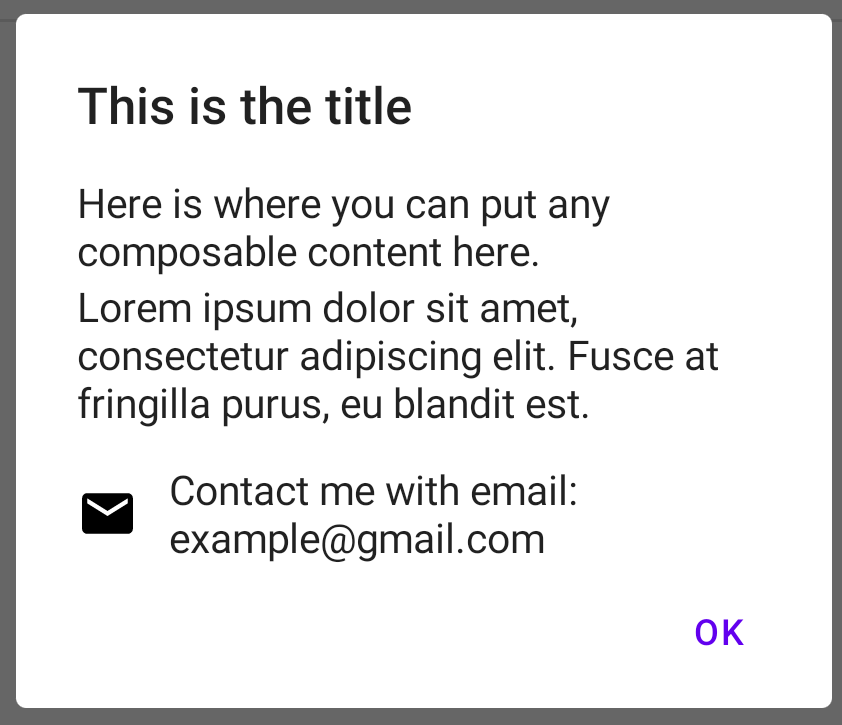 This is the title
Here is where you can put any
composable content here.
Lorem ipsum dolor sit amet,
consectetur adipiscing elit. Fusce at
fringilla purus, eu blandit est.
Contact me with email:
example@gmail.com
OK